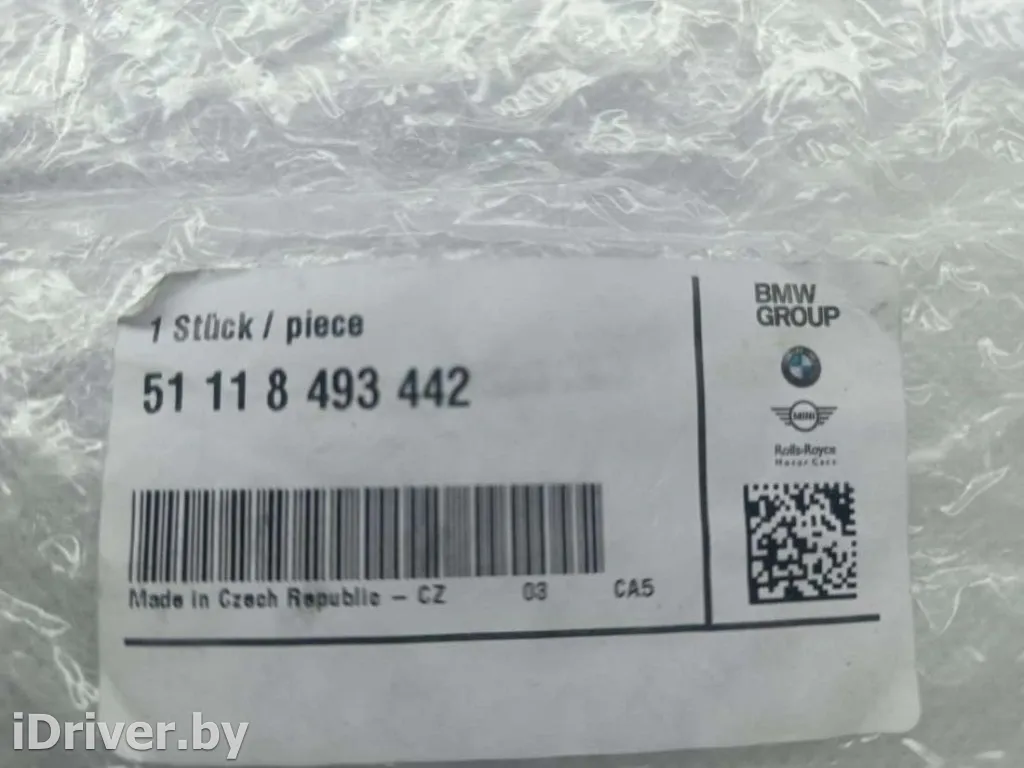 1 Stück / piece
51 11 8 493 442
Made in Czech Republic - CZ 03 CA5
BMW
GROUP
MINI
Rolls-Royce
Motor Cars
iDriver.by